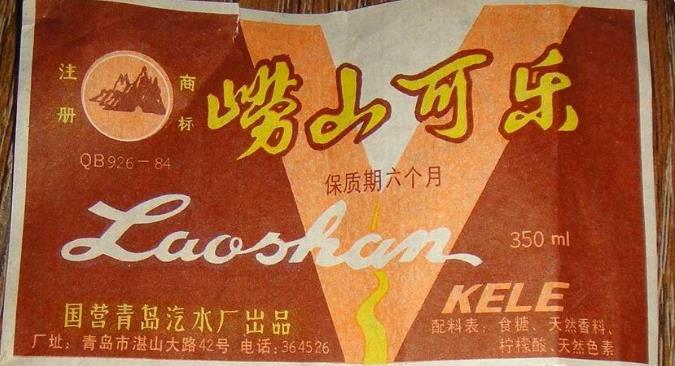 注册 商标
崂山可乐
QB926－84
保质期六个月
Laoshan
350 ml
KELE
国营青岛汽水厂出品
厂址：青岛市湛山大路42号 电话：364526
配料表：食糖、天然香料、
柠檬酸、天然色素